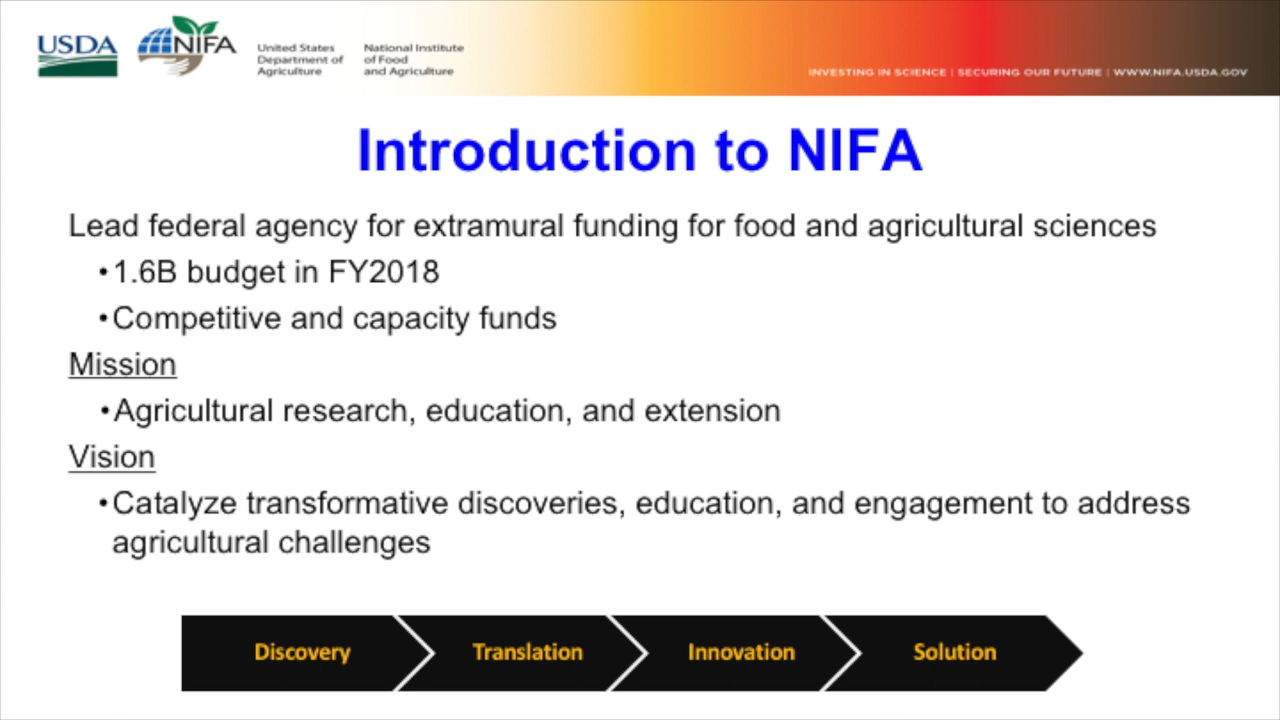 USDA
NIFA
United States
Department of
Agriculture
National Institute
of Food
and Agriculture
INVESTING IN SCIENCE | SECURING OUR FUTURE | WWW.NIFA.USDA.GOV
Introduction to NIFA
Lead federal agency for extramural funding for food and agricultural sciences
•1.6B budget in FY2018
•Competitive and capacity funds
Mission
•Agricultural research, education, and extension
Vision
•Catalyze transformative discoveries, education, and engagement to address
agricultural challenges
Discovery
Translation
Innovation
Solution